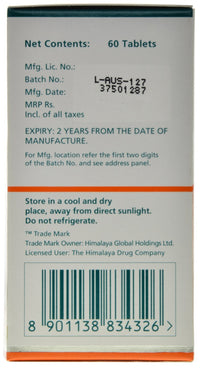 Net Contents: 60 Tablets
Mfg. Lic. No.:
Batch No.: L-AUS-127
Mfg. Date: 37501287
MRP Rs.
Incl. of all taxes
EXPIRY: 2 YEARS FROM THE DATE OF
MANUFACTURE.
For Mfg. location refer the first two digits
of the Batch No. and see address panel.
Store in a cool and dry
place, away from direct sunlight.
Do not refrigerate.
™ Trade Mark
Trade Mark Owner: Himalaya Global Holdings Ltd.
Licensed User: The Himalaya Drug Company
8 901138 834326 >